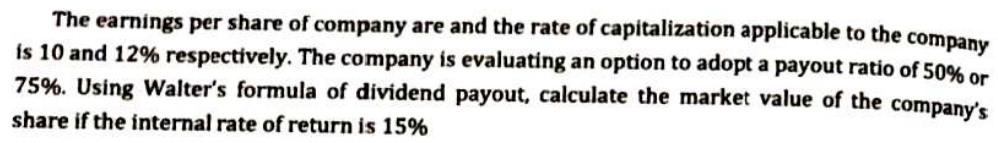 The earnings per share of company are and the rate of capitalization applicable to the company
is 10 and 12% respectively. The company is evaluating an option to adopt a payout ratio of 50% or
75%. Using Walter's formula of dividend payout, calculate the market value of the company's
share if the internal rate of return is 15%